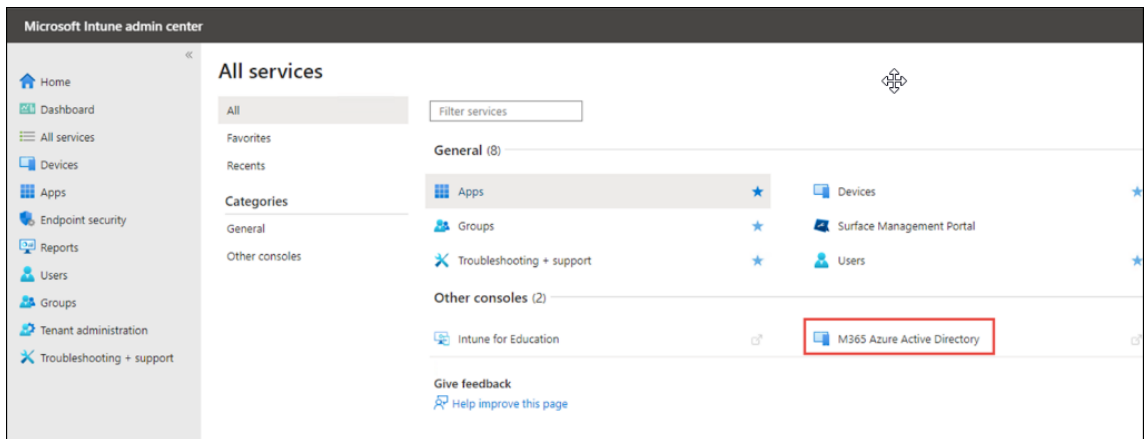 Microsoft Intune admin center
«
Home
Dashboard
All services
Devices
Apps
Endpoint security
Reports
Users
Groups
Tenant administration
Troubleshooting + support
All services
All
Favorites
Recents
Categories
General
Other consoles
Filter services
General (8)
Apps
Devices
Groups
Surface Management Portal
Troubleshooting + support
Users
Other consoles (2)
Intune for Education
M365 Azure Active Directory
Give feedback
Help improve this page